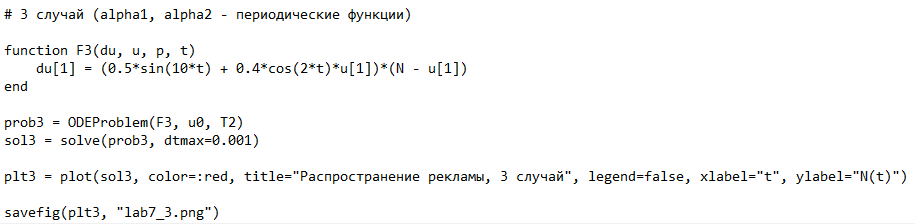 # 3 случай (alpha1, alpha2 - периодические функции)
function F3(du, u, p, t)
du[1] = (0.5*sin(10*t) + 0.4*cos(2*t)*u[1])*(N - u[1])
end
prob3 = ODEProblem(F3, u0, T2)
sol3 = solve(prob3, dtmax=0.001)
plt3 = plot(sol3, color=:red, title="Распространение рекламы, 3 случай", legend=false, xlabel="t", ylabel="N(t)")
savefig(plt3, "lab7_3.png")